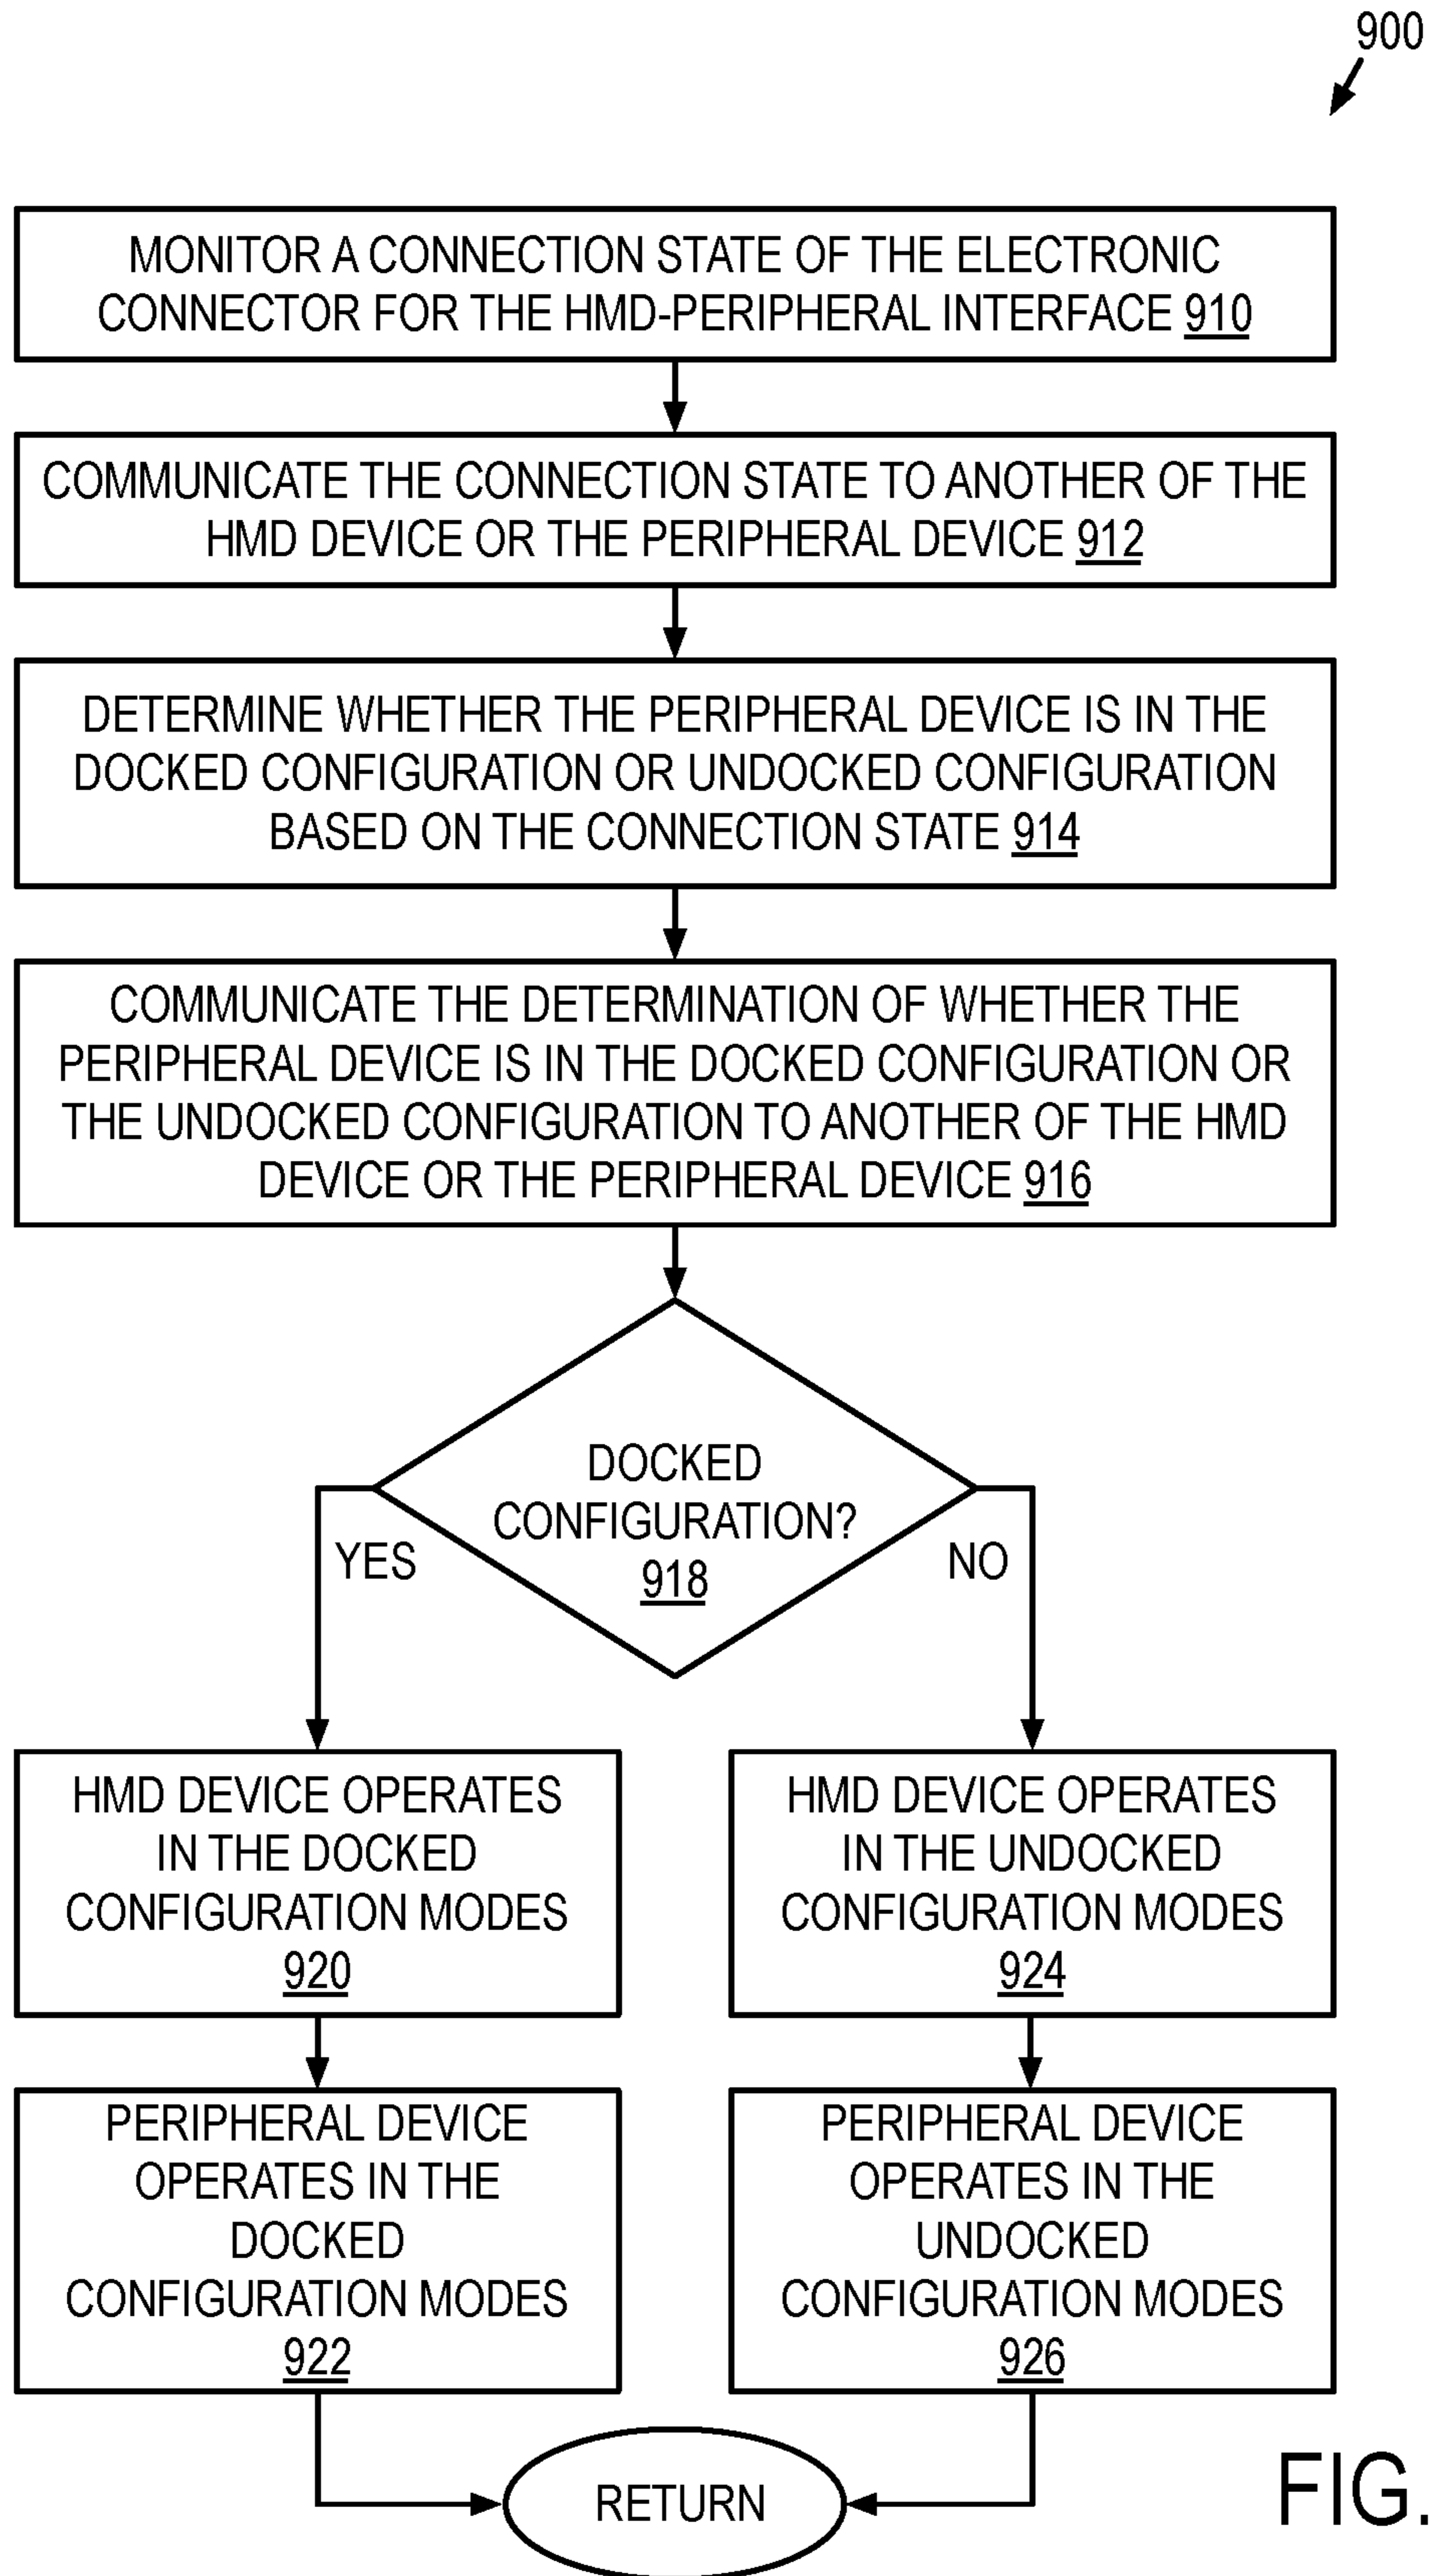 900
MONITOR A CONNECTION STATE OF THE ELECTRONIC
CONNECTOR FOR THE HMD-PERIPHERAL INTERFACE 910
COMMUNICATE THE CONNECTION STATE TO ANOTHER OF THE
HMD DEVICE OR THE PERIPHERAL DEVICE 912
DETERMINE WHETHER THE PERIPHERAL DEVICE IS IN THE
DOCKED CONFIGURATION OR UNDOCKED CONFIGURATION
BASED ON THE CONNECTION STATE 914
COMMUNICATE THE DETERMINATION OF WHETHER THE
PERIPHERAL DEVICE IS IN THE DOCKED CONFIGURATION OR
THE UNDOCKED CONFIGURATION TO ANOTHER OF THE HMD
DEVICE OR THE PERIPHERAL DEVICE 916
DOCKED
CONFIGURATION?
918
YES
NO
HMD DEVICE OPERATES
IN THE DOCKED
CONFIGURATION MODES
920
HMD DEVICE OPERATES
IN THE UNDOCKED
CONFIGURATION MODES
924
PERIPHERAL DEVICE
OPERATES IN THE
DOCKED
CONFIGURATION MODES
922
PERIPHERAL DEVICE
OPERATES IN THE
UNDOCKED
CONFIGURATION MODES
926
RETURN
FIG.